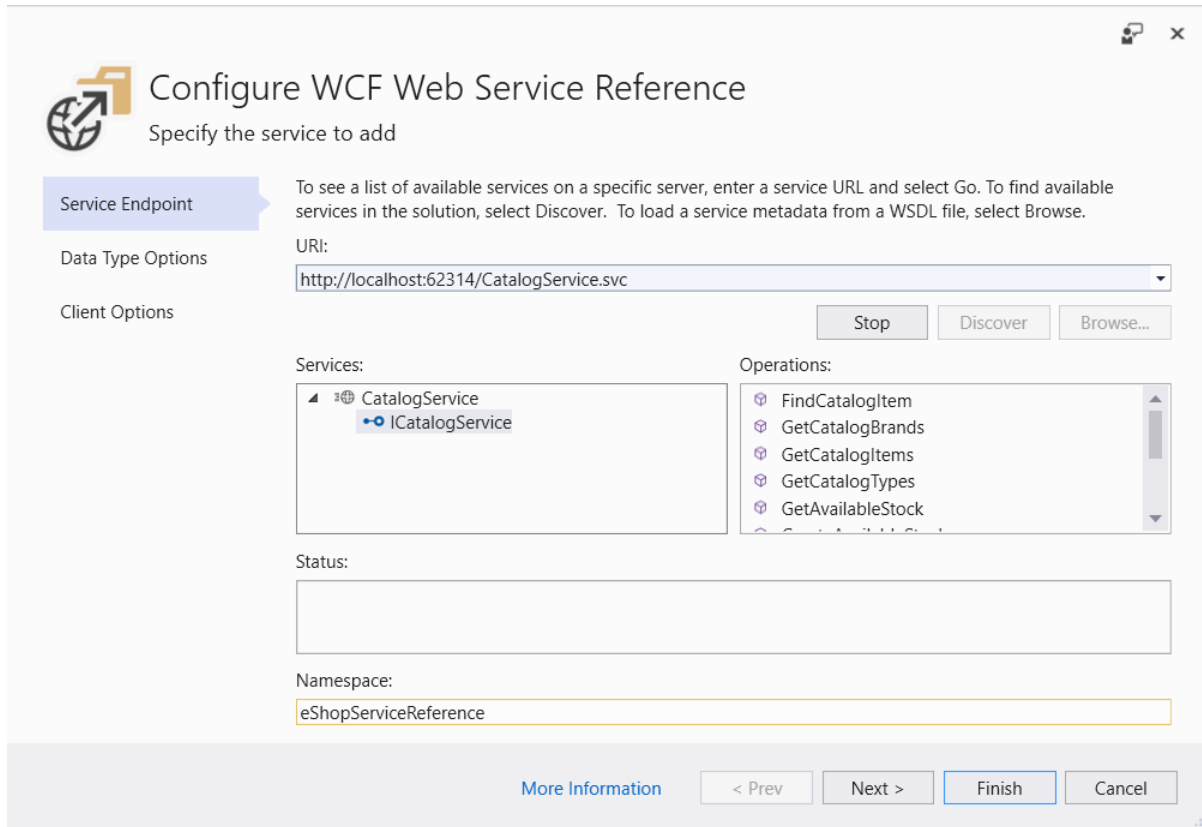 Configure WCF Web Service Reference
Specify the service to add
Service Endpoint
Data Type Options
Client Options
To see a list of available services on a specific server, enter a service URL and select Go. To find available
services in the solution, select Discover.  To load a service metadata from a WSDL file, select Browse.
URI:
http://localhost:62314/CatalogService.svc
Stop
Discover
Browse...
Services:
CatalogService
ICatalogService
Operations:
FindCatalogItem
GetCatalogBrands
GetCatalogItems
GetCatalogTypes
GetAvailableStock
Status:
Namespace:
eShopServiceReference
More Information
< Prev
Next >
Finish
Cancel